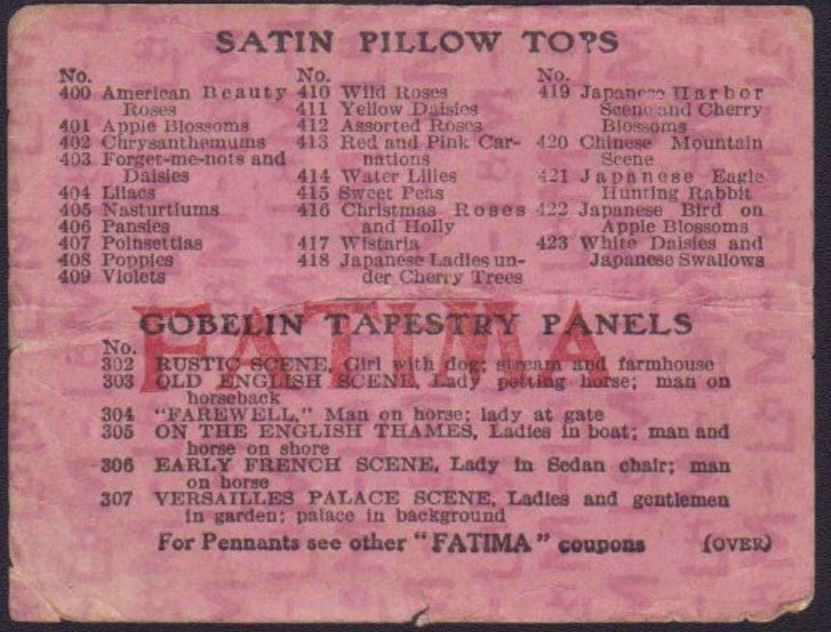 SATIN PILLOW TOPS
No.
400 American Beauty
Roses
401 Apple Blossoms
402 Chrysanthemums
403 Forget-me-nots and
Daisies
404 Lilacs
405 Nasturtiums
406 Pansies
407 Poinsettias
408 Poppies
409 Violets
No.
410 Wild Roses
411 Yellow Daisies
412 Assorted Roses
413 Red and Pink Car-
nations
414 Water Lilies
415 Sweet Peas
416 Christmas Roses
and Holly
417 Wistaria
418 Japanese Ladies un-
der Cherry Trees
No.
419 Japanese Harbor
Scene and Cherry
Blossoms
420 Chinese Mountain
Scene
421 Japanese Eagle
Hunting Rabbit
422 Japanese Bird on
Apple Blossoms
423 White Daisies and
Japanese Swallows
FATIMA
GOBELIN TAPESTRY PANELS
No.
302 RUSTIC SCENE, Girl with dog; stream and farmhouse
303 OLD ENGLISH SCENE, Lady petting horse; man on
horseback
304 "FAREWELL," Man on horse; lady at gate
305 ON THE ENGLISH THAMES, Ladies in boat; man and
horse on shore
306 EARLY FRENCH SCENE, Lady in Sedan chair; man
on horse
307 VERSAILLES PALACE SCENE, Ladies and gentlemen
in garden; palace in background
For Pennants see other "FATIMA" coupons (OVER)